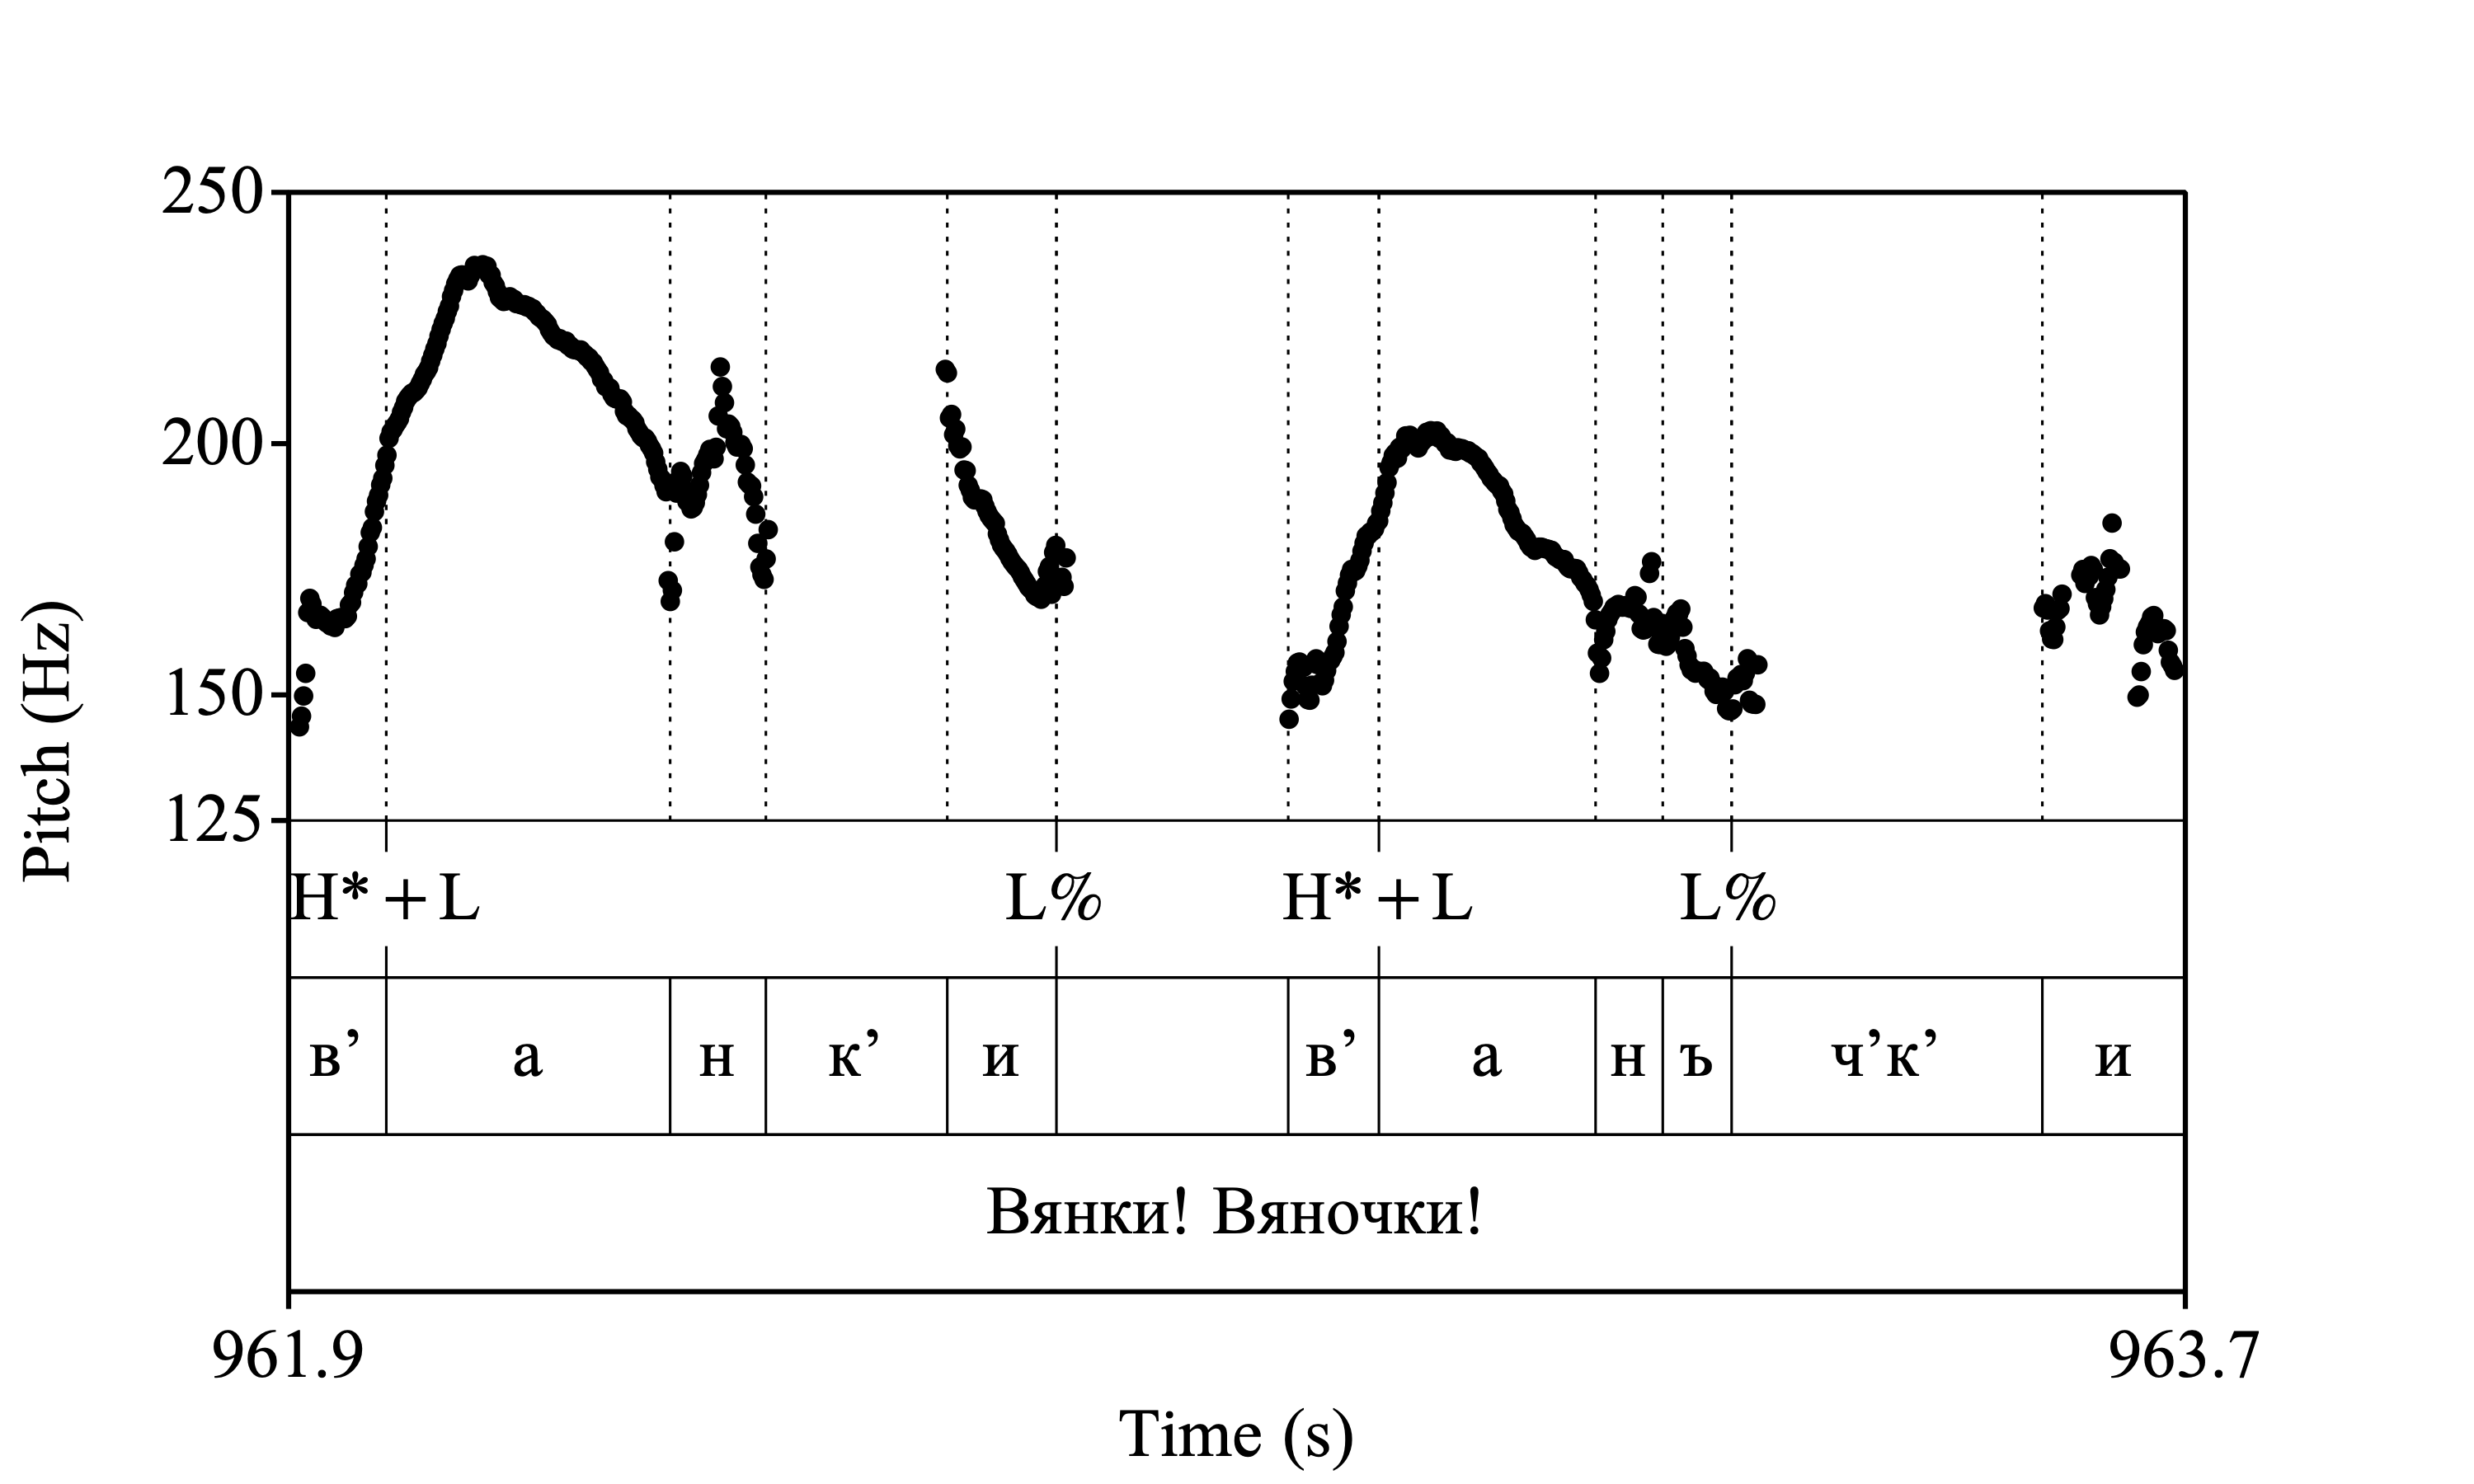 250
200
150
125
Pitch (Hz)
H*+L L% H*+L L%
в’ а н к’ и в’ а н ъ ч’к’ и
Вянки! Вяночки!
961.9 963.7
Time (s)